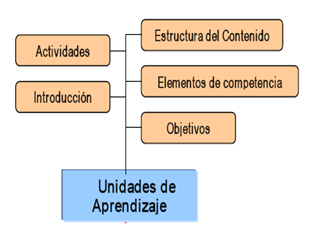 Estructura del Contenido
Actividades
Elementos de competencia
Introducción
Objetivos
Unidades de
Aprendizaje